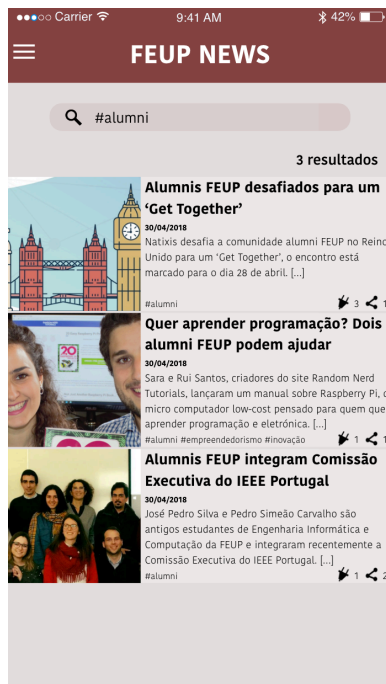 Carrier 9:41 AM 42%
FEUP NEWS
#alumni
3 resultados
Alumnis FEUP desafiados para um
‘Get Together’
30/04/2018
Natixis desafia a comunidade alumni FEUP no Reino
Unido para um ‘Get Together’, o encontro está
marcado para o dia 28 de abril. [...]
#alumni 3 1
Quer aprender programação? Dois
alumni FEUP podem ajudar
30/04/2018
Sara e Rui Santos, criadores do site Random Nerd
Tutorials, lançaram um manual sobre Raspberry Pi,
micro computador low-cost pensado para quem que
aprender programação e eletrónica. [...]
#alumni #empreendedorismo #inovação 1 1
20
Alumnis FEUP integram Comissão
Executiva do IEEE Portugal
30/04/2018
José Pedro Silva e Pedro Simeão Carvalho são
antigos estudantes de Engenharia Informática e
Computação da FEUP e integraram recentemente a
Comissão Executiva do IEEE Portugal. [...]
#alumni 1 2